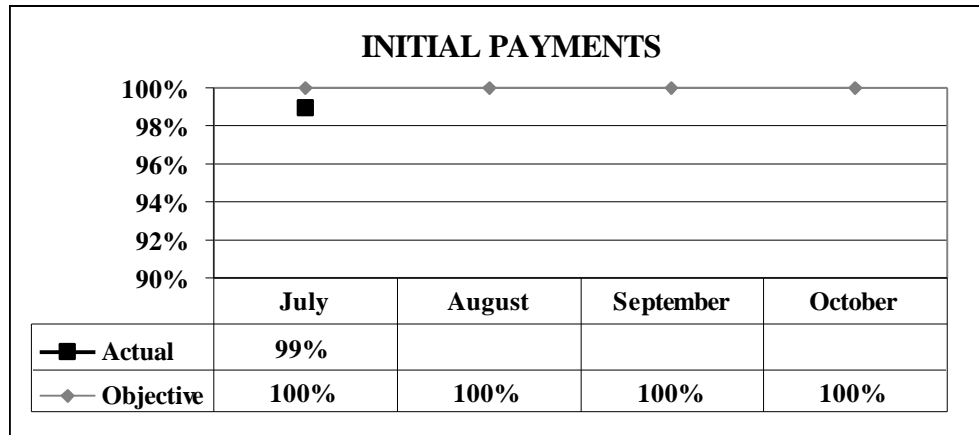 INITIAL PAYMENTS
100%
98%
96%
94%
92%
90%
July August September October
Actual 99%
Objective 100% 100% 100% 100%